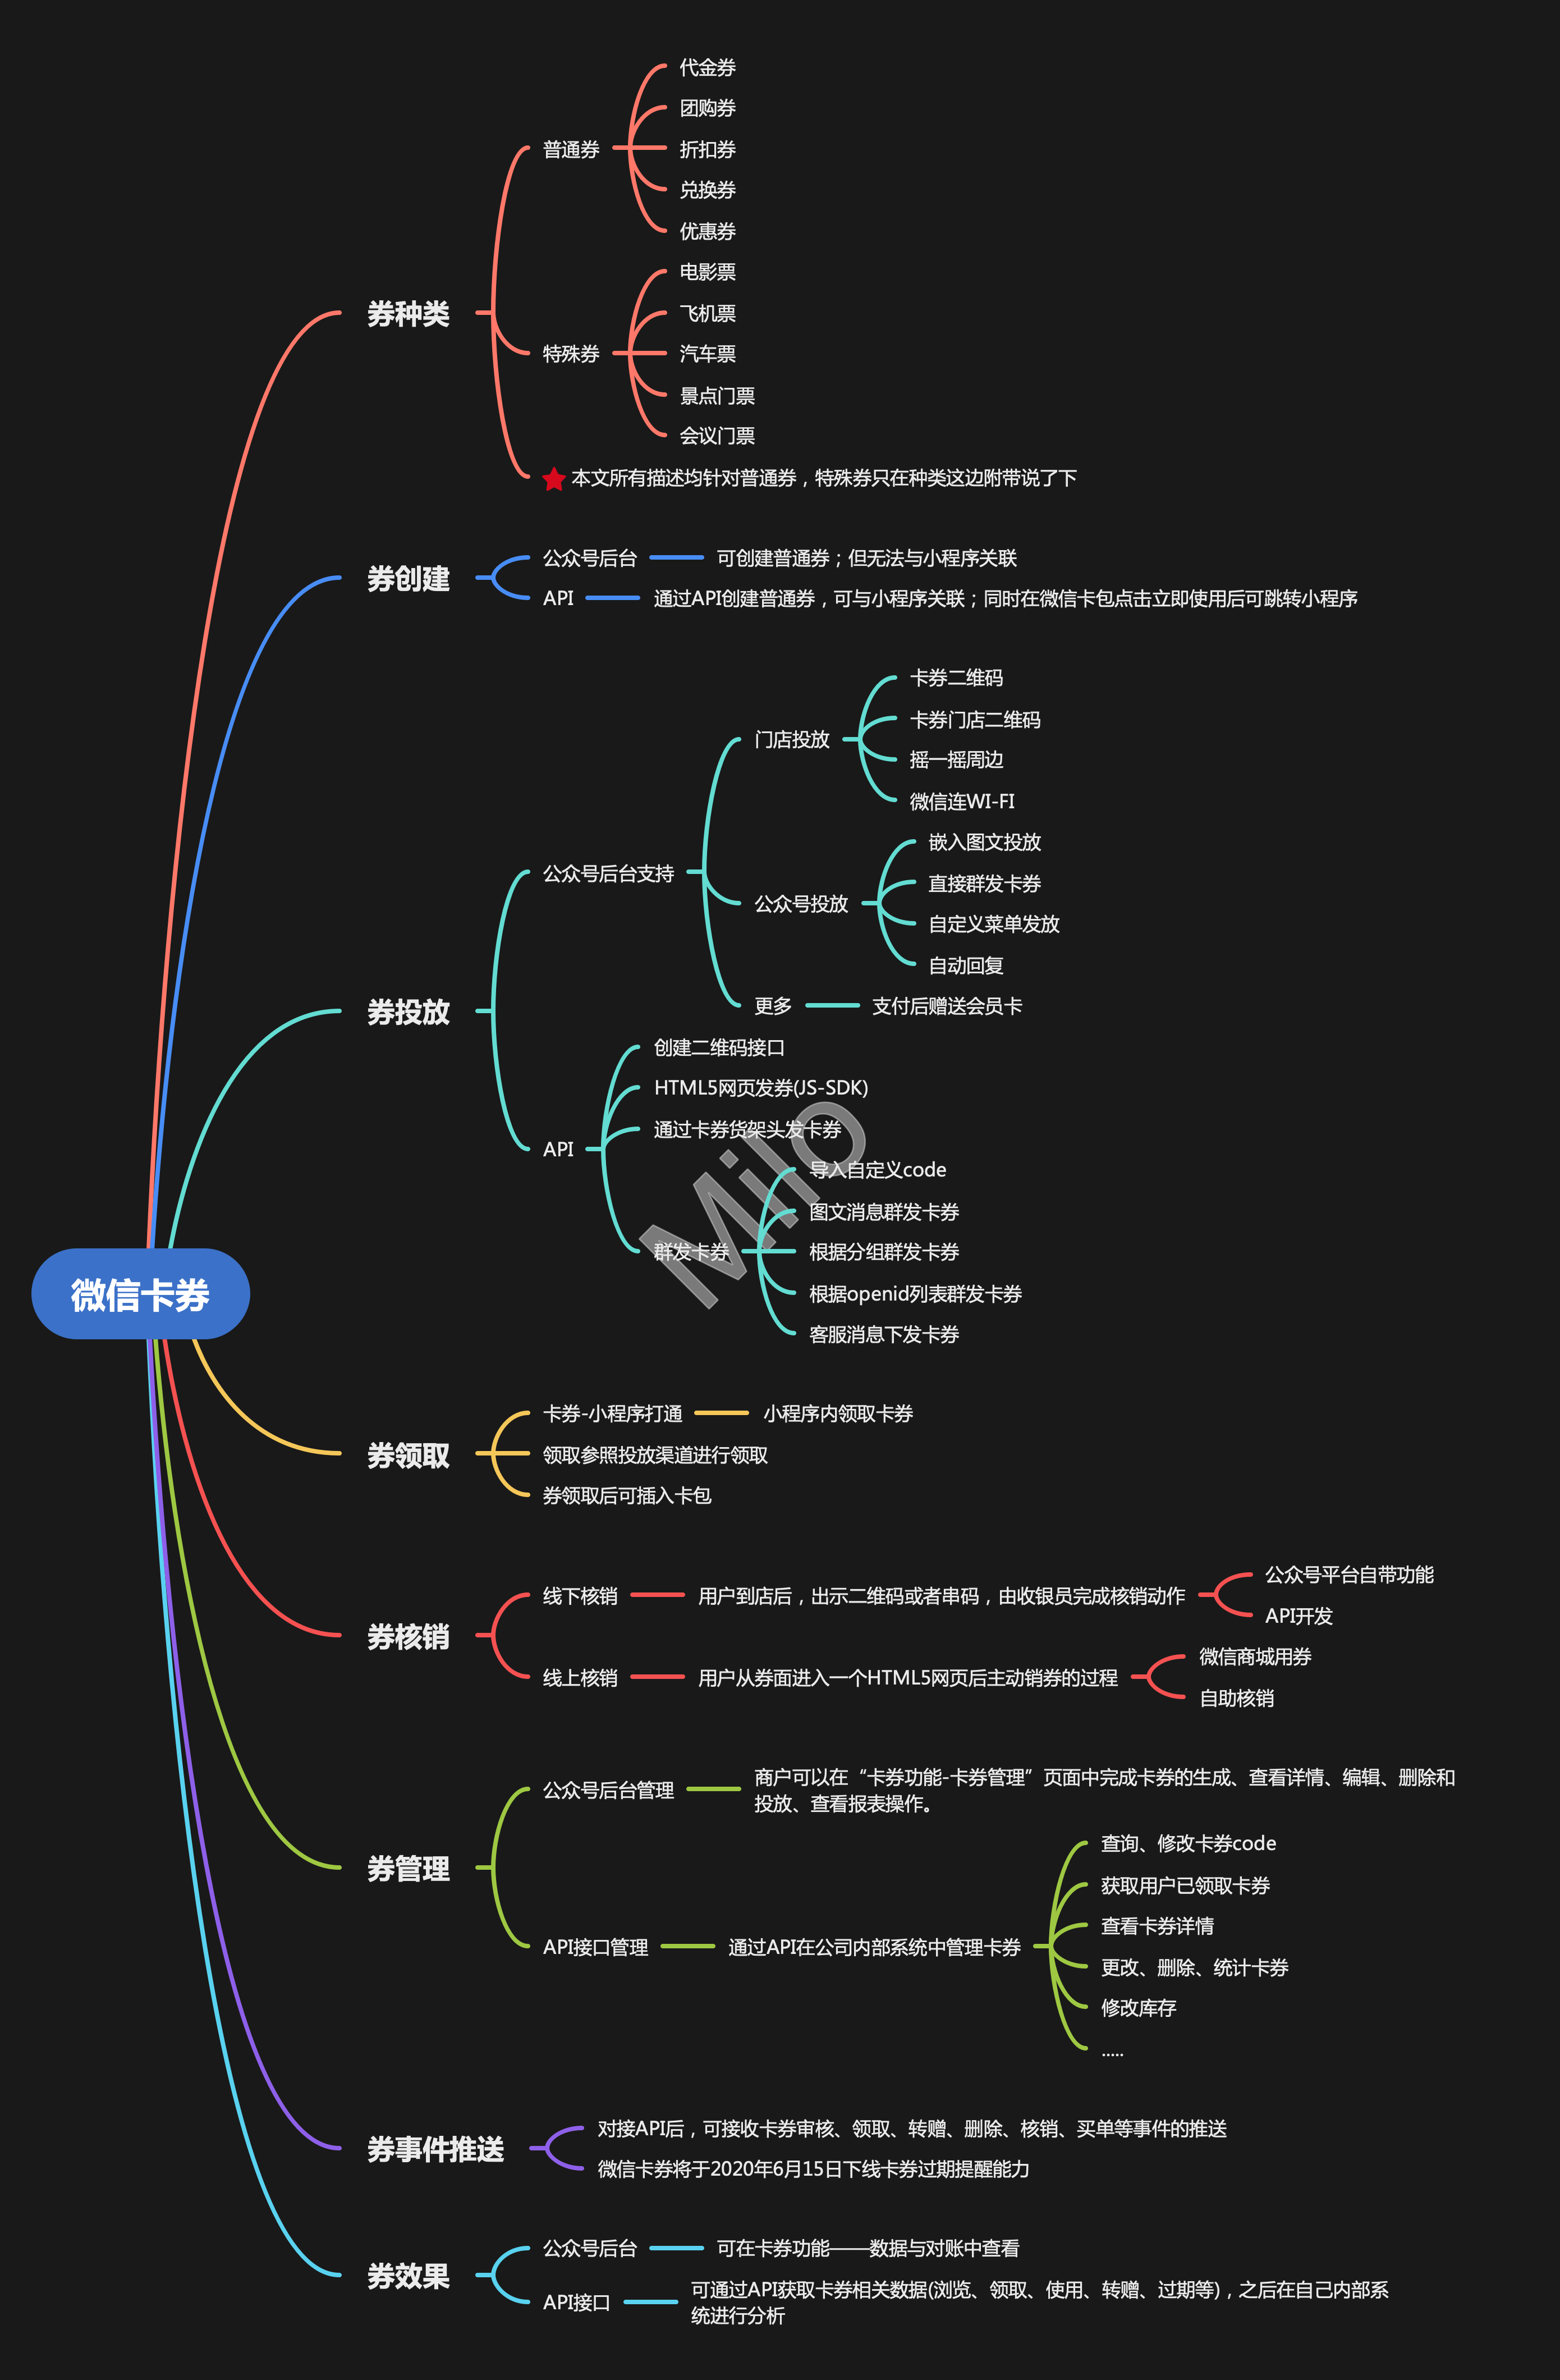 微信卡券
券种类
普通券
代金券
团购券
折扣券
兑换券
优惠券
特殊券
电影票
飞机票
汽车票
景点门票
会议门票
本文所有描述均针对普通券，特殊券只在种类这边附带说了下
券创建
公众号后台
可创建普通券；但无法与小程序关联
API
通过API创建普通券，可与小程序关联；同时在微信卡包点击立即使用后可跳转小程序
券投放
公众号后台支持
门店投放
卡券二维码
卡券门店二维码
摇一摇周边
微信连WI-FI
公众号投放
嵌入图文投放
直接群发卡券
自定义菜单发放
自动回复
更多
支付后赠送会员卡
API
创建二维码接口
HTML5网页发券(JS-SDK)
通过卡券货架头发卡券
群发卡券
导入自定义code
图文消息群发卡券
根据分组群发卡券
根据openid列表群发卡券
客服消息下发卡券
Milo
券领取
卡券-小程序打通
小程序内领取卡券
领取参照投放渠道进行领取
券领取后可插入卡包
券核销
线下核销
用户到店后，出示二维码或者串码，由收银员完成核销动作
公众号平台自带功能
API开发
线上核销
用户从券面进入一个HTML5网页后主动销券的过程
微信商城用券
自助核销
券管理
公众号后台管理
商户可以在“卡券功能-卡券管理”页面中完成卡券的生成、查看详情、编辑、删除和
投放、查看报表操作。
API接口管理
通过API在公司内部系统中管理卡券
查询、修改卡券code
获取用户已领取卡券
查看卡券详情
更改、删除、统计卡券
修改库存
.....
券事件推送
对接API后，可接收卡券审核、领取、转赠、删除、核销、买单等事件的推送
微信卡券将于2020年6月15日下线卡券过期提醒能力
券效果
公众号后台
可在卡券功能——数据与对账中查看
API接口
可通过API获取卡券相关数据(浏览、领取、使用、转赠、过期等)，之后在自己内部系
统进行分析